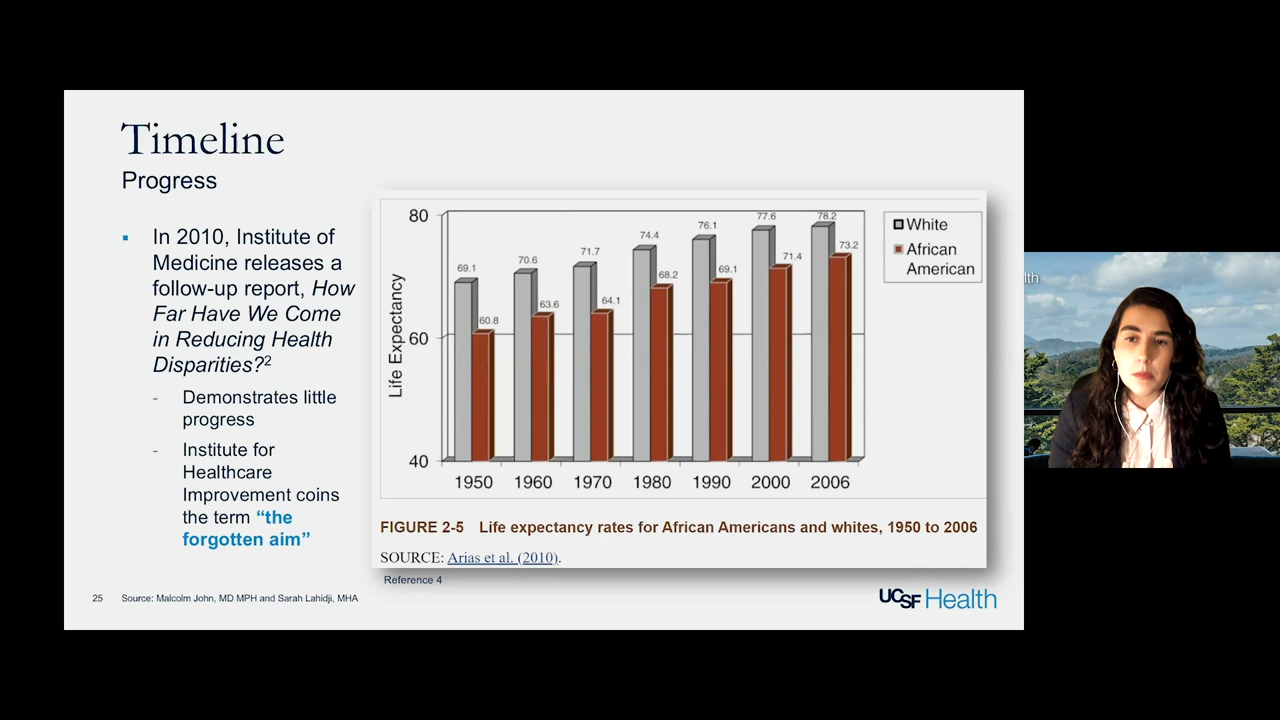 Timeline
Progress
▪ In 2010, Institute of
Medicine releases a
follow-up report, How
Far Have We Come
in Reducing Health
Disparities?²
- Demonstrates little
progress
- Institute for
Healthcare
Improvement coins
the term “the
forgotten aim”
80
60
40
Life Expectancy
69.1
60.8
70.6
63.6
71.7
64.1
74.4
68.2
76.1
69.1
77.6
71.4
78.2
73.2
1950 1960 1970 1980 1990 2000 2006
White
African
American
FIGURE 2-5 Life expectancy rates for African Americans and whites, 1950 to 2006
SOURCE: Arias et al. (2010).
Reference 4
25 Source: Malcolm John, MD MPH and Sarah Lahidji, MHA
UCSF Health
lth